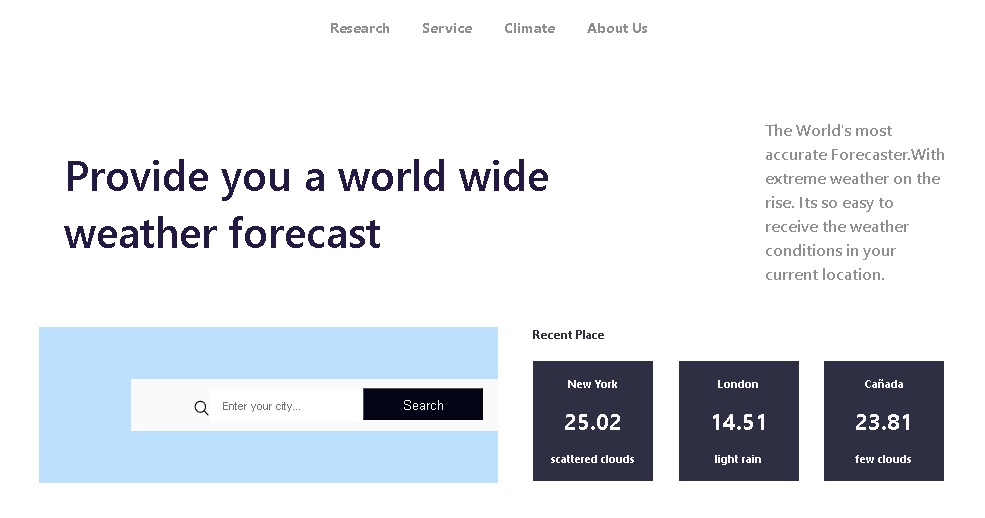 Research Service Climate About Us
Provide you a world wide
weather forecast
The World's most
accurate Forecaster.With
extreme weather on the
rise. Its so easy to
receive the weather
conditions in your
current location.
Enter your city...
Search
Recent Place
New York
25.02
scattered clouds
London
14.51
light rain
Cañada
23.81
few clouds